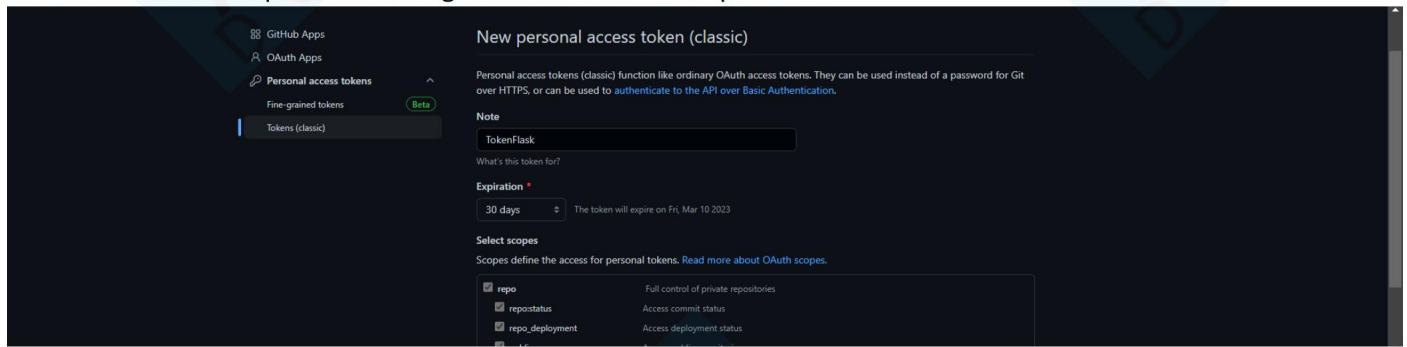 GitHub Apps
OAuth Apps
Personal access tokens
Fine-grained tokens Beta
Tokens (classic)
New personal access token (classic)
Personal access tokens (classic) function like ordinary OAuth access tokens. They can be used instead of a password for Git
over HTTPS, or can be used to authenticate to the API over Basic Authentication.
Note
TokenFlask
What's this token for?
Expiration *
30 days The token will expire on Fri, Mar 10 2023
Select scopes
Scopes define the access for personal tokens. Read more about OAuth scopes.
repo Full control of private repositories
repo:status Access commit status
repo_deployment Access deployment status